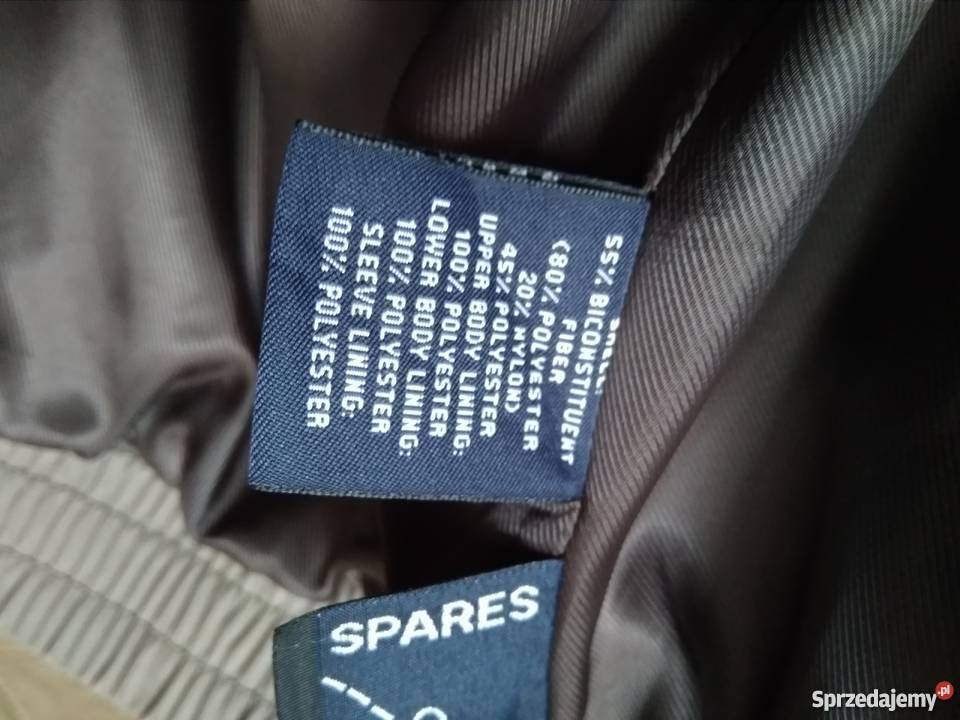 55% BICONSTITUENT
FIBER
(80% POLYESTER
20% NYLON)
45% POLYESTER
UPPER BODY LINING:
100% POLYESTER
LOWER BODY LINING:
100% POLYESTER
SLEEVE LINING:
100% POLYESTER
SPARES
Sprzedajemy.pl